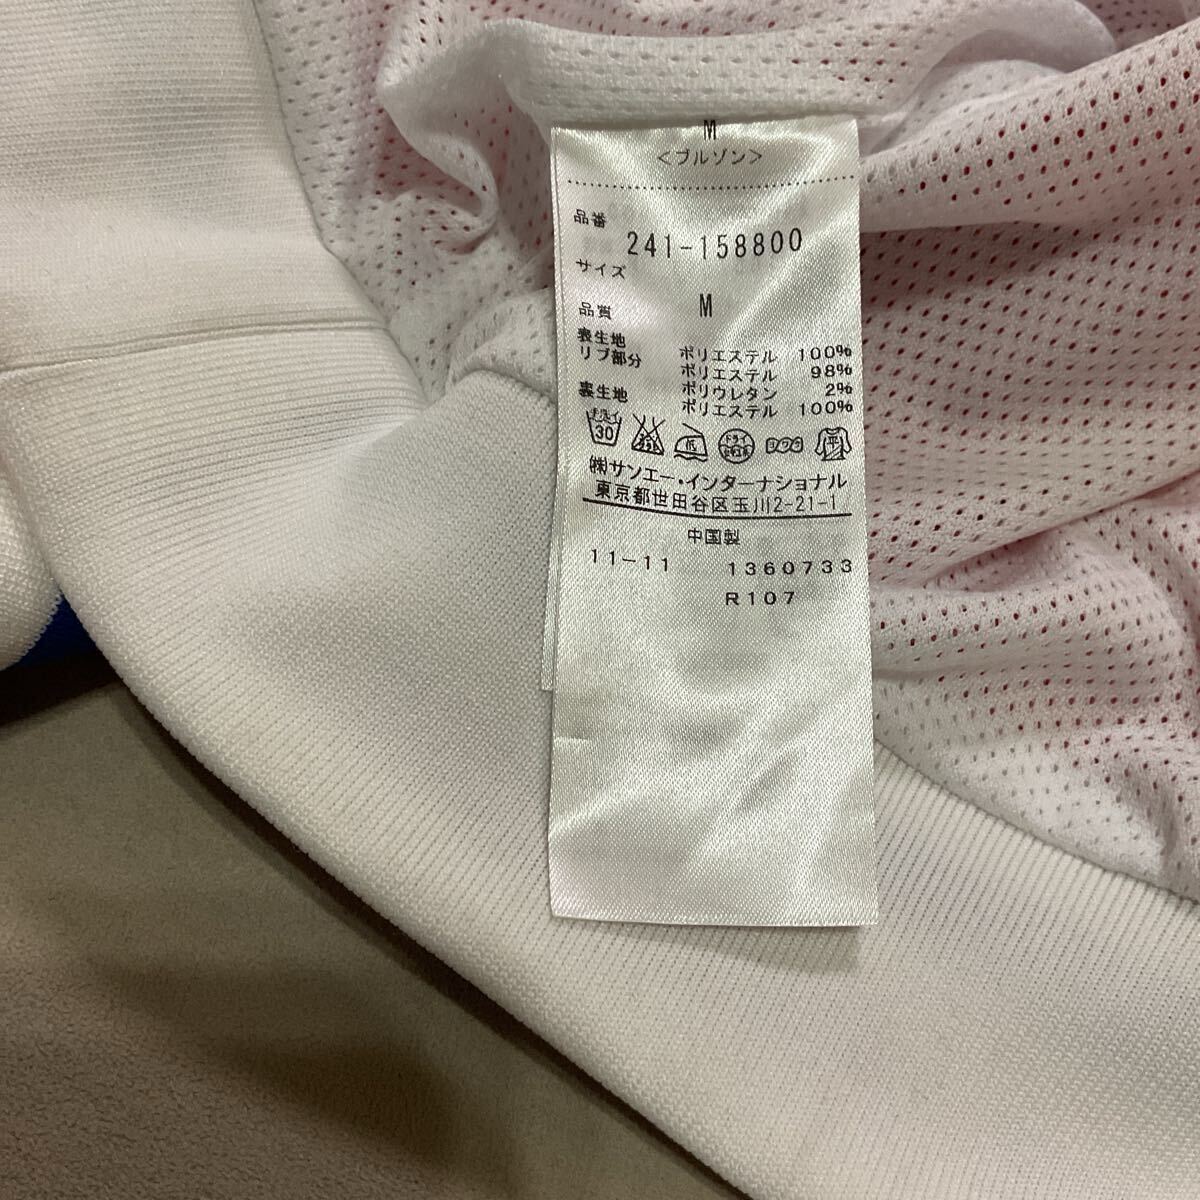 M
<ブルゾン>
品番
241-158800
サイズ
M
品質
表生地 ポリエステル 100%
リブ部分 ポリエステル 98%
ポリウレタン 2%
裏生地 ポリエステル 100%
30
ドライ
平
㈱サンエー・インターナショナル
東京都世田谷区玉川2-21-1
中国製
11-11 1360733
R107